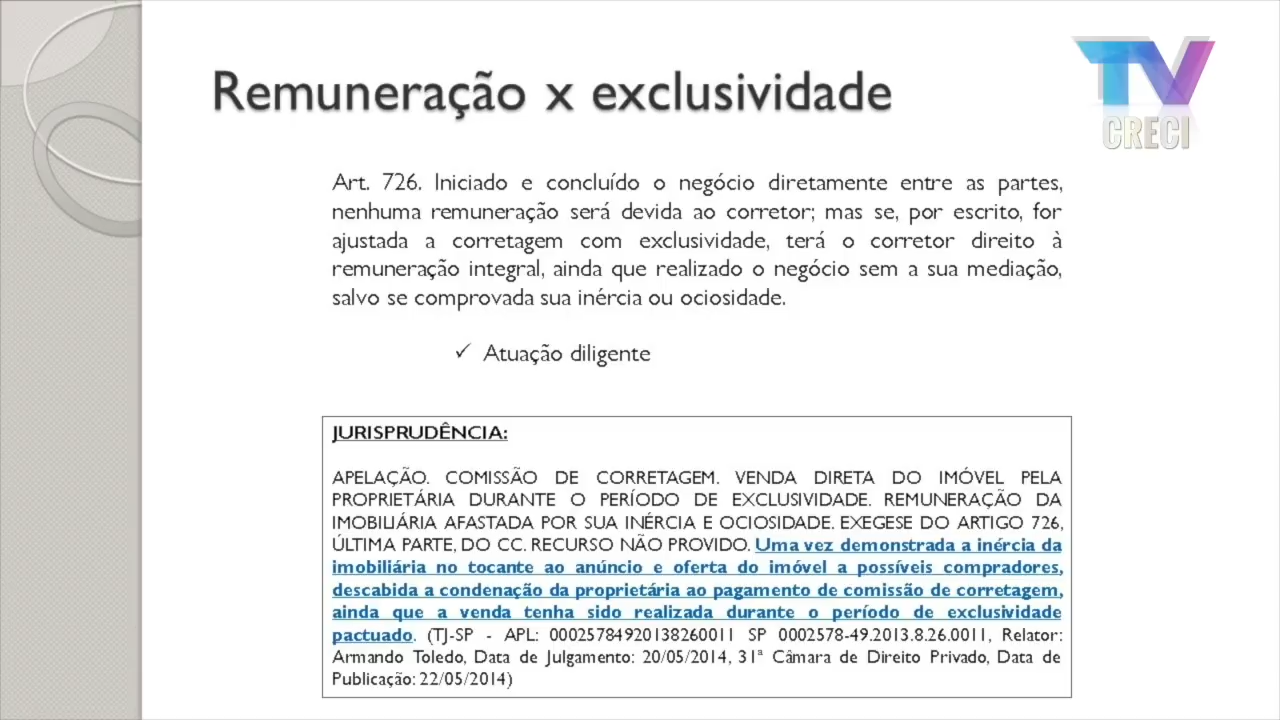 Remuneração x exclusividade
TV
CRECI
Art. 726. Iniciado e concluído o negócio diretamente entre as partes,
nenhuma remuneração será devida ao corretor; mas se, por escrito, for
ajustada a corretagem com exclusividade, terá o corretor direito à
remuneração integral, ainda que realizado o negócio sem a sua mediação,
salvo se comprovada sua inércia ou ociosidade.
✓ Atuação diligente
JURISPRUDÊNCIA:
APELAÇÃO. COMISSÃO DE CORRETAGEM. VENDA DIRETA DO IMÓVEL PELA
PROPRIETÁRIA DURANTE O PERÍODO DE EXCLUSIVIDADE. REMUNERAÇÃO DA
IMOBILIÁRIA AFASTADA POR SUA INÉRCIA E OCIOSIDADE. EXEGESE DO ARTIGO 726,
ÚLTIMA PARTE, DO CC. RECURSO NÃO PROVIDO. Uma vez demonstrada a inércia da
imobiliária no tocante ao anúncio e oferta do imóvel a possíveis compradores,
descabida a condenação da proprietária ao pagamento de comissão de corretagem,
ainda que a venda tenha sido realizada durante o período de exclusividade
pactuado. (TJ-SP - APL: 00025784920138260011 SP 0002578-49.2013.8.26.0011, Relator:
Armando Toledo, Data de Julgamento: 20/05/2014, 31ª Câmara de Direito Privado, Data de
Publicação: 22/05/2014)